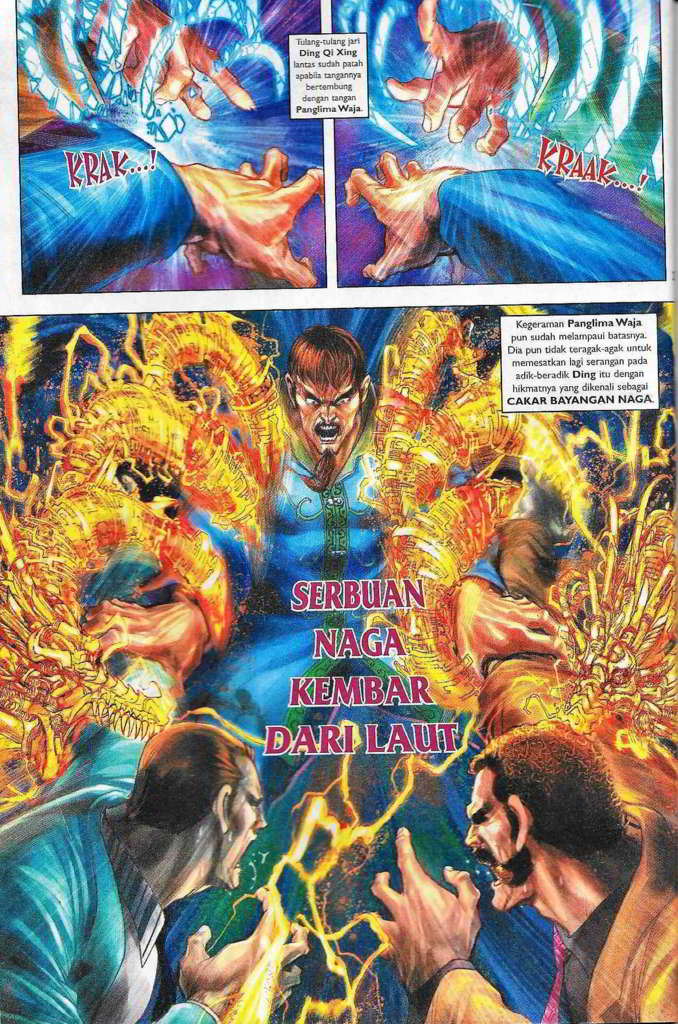 Tulang-tulang jari
Ding Qi Xing
lantas sudah patah
apabila tangannya
bertembung
dengan tangan
Panglima Waja.
KRAK...!
KRAAK...!
Kegeraman Panglima Waja
pun sudah melampaui batasnya.
Dia pun tidak teragak-agak untuk
memesatkan lagi serangan pada
adik-beradik Ding itu dengan
hikmatnya yang dikenali sebagai
CAKAR BAYANGAN NAGA.
SERBUAN
NAGA
KEMBAR
DARI LAUT